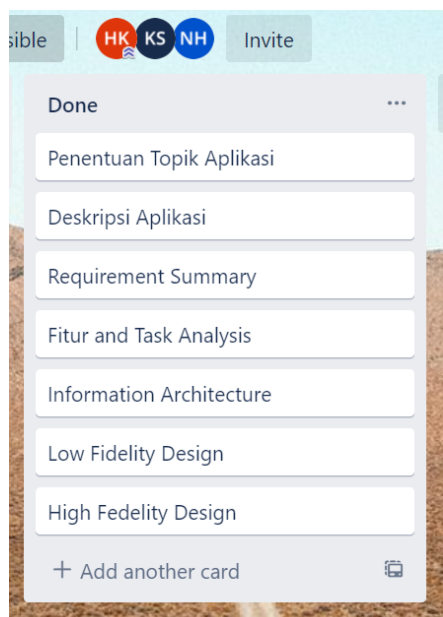 sible
HK KS NH Invite
Done
Penentuan Topik Aplikasi
Deskripsi Aplikasi
Requirement Summary
Fitur and Task Analysis
Information Architecture
Low Fidelity Design
High Fedelity Design
+ Add another card